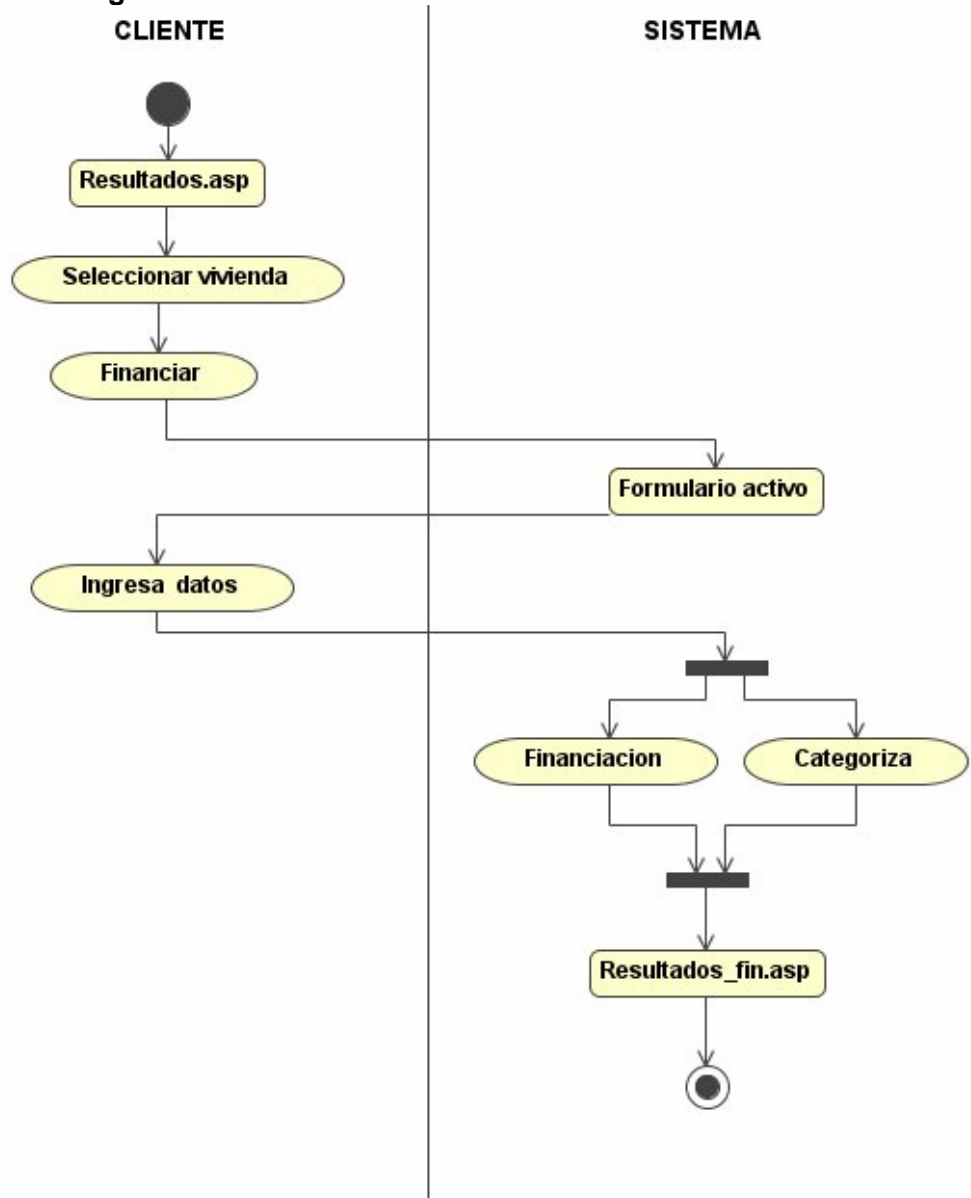 CLIENTE
SISTEMA
Resultados.asp
Seleccionar vivienda
Financiar
Formulario activo
Ingresa datos
Financiacion
Categoriza
Resultados_fin.asp